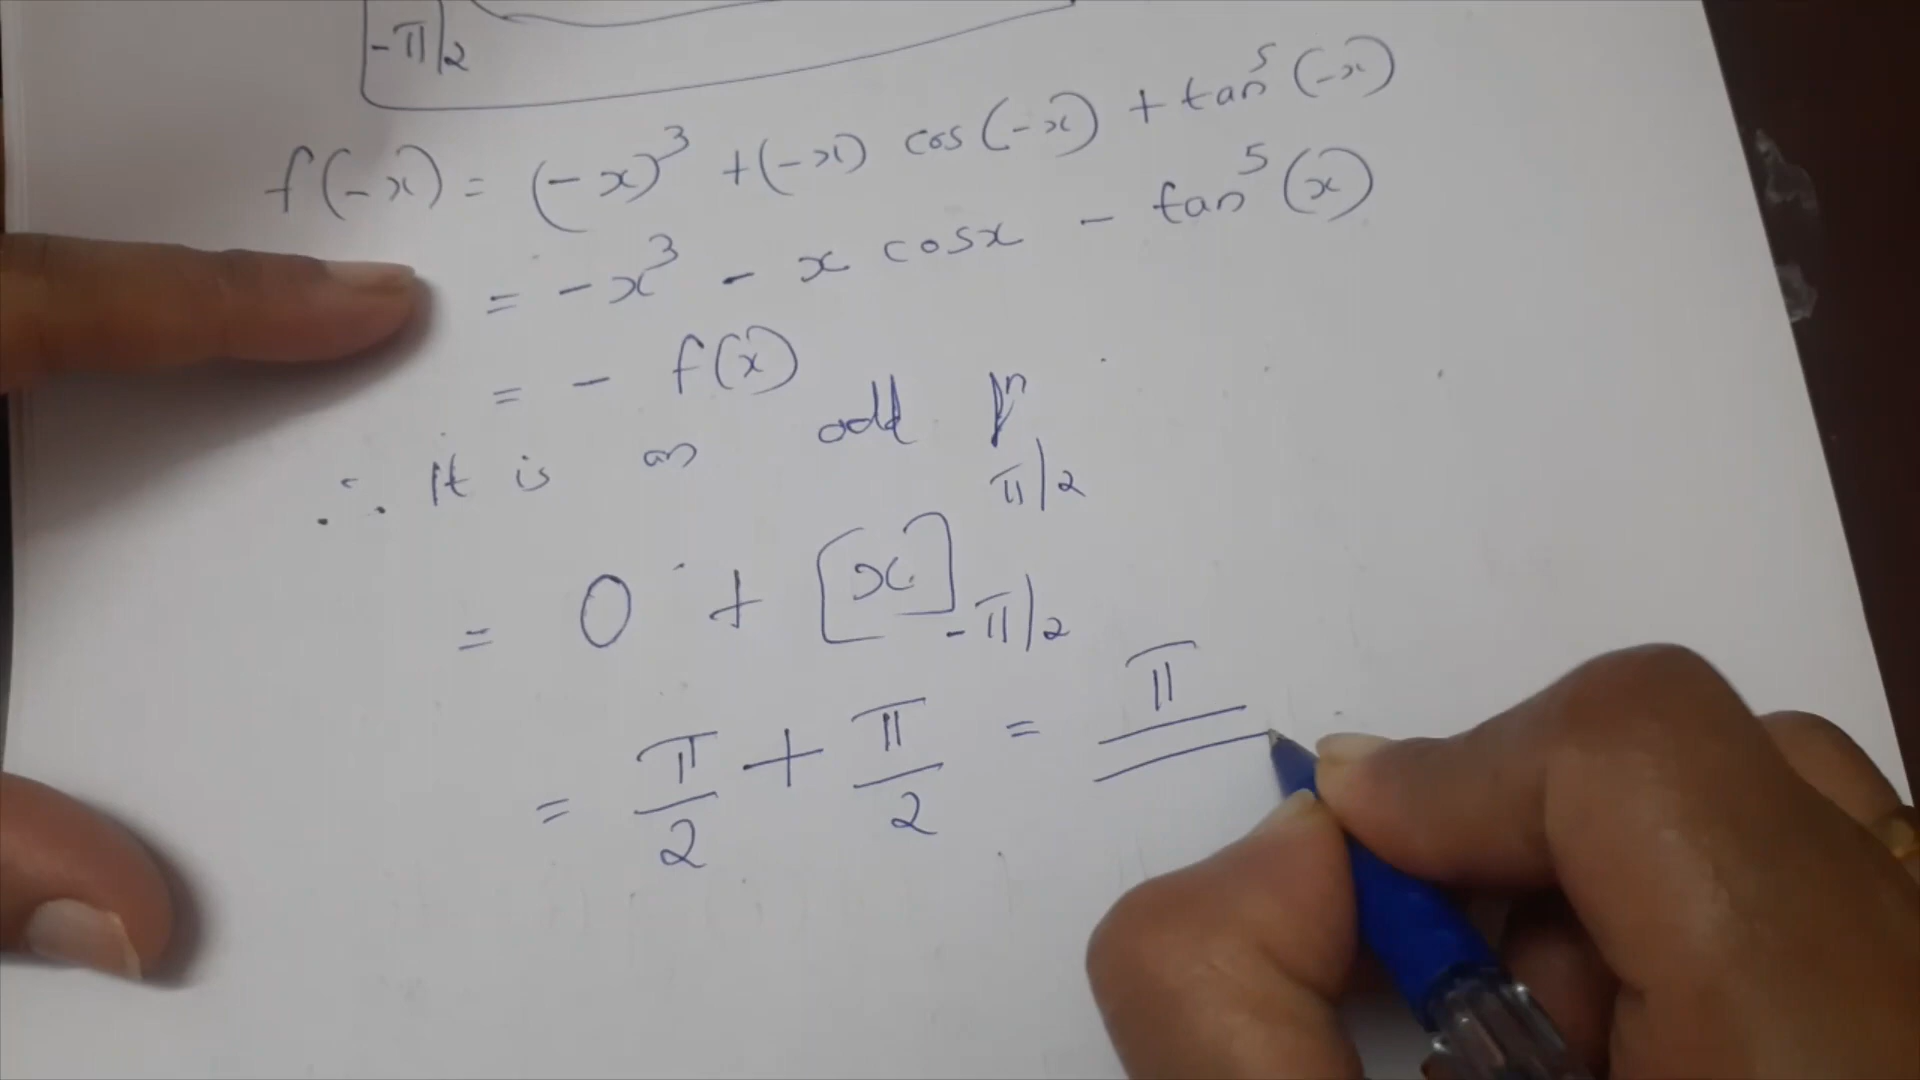 -π/2
f(-x) = (-x)³ + (-x) cos(-x) + tan⁵(-x)
= -x³ - x cosx - tan⁵(x)
= - f(x)
∴ It is an odd fⁿ
= 0 + [x]^{π/2}_{-π/2}
= π/2 + π/2 = π